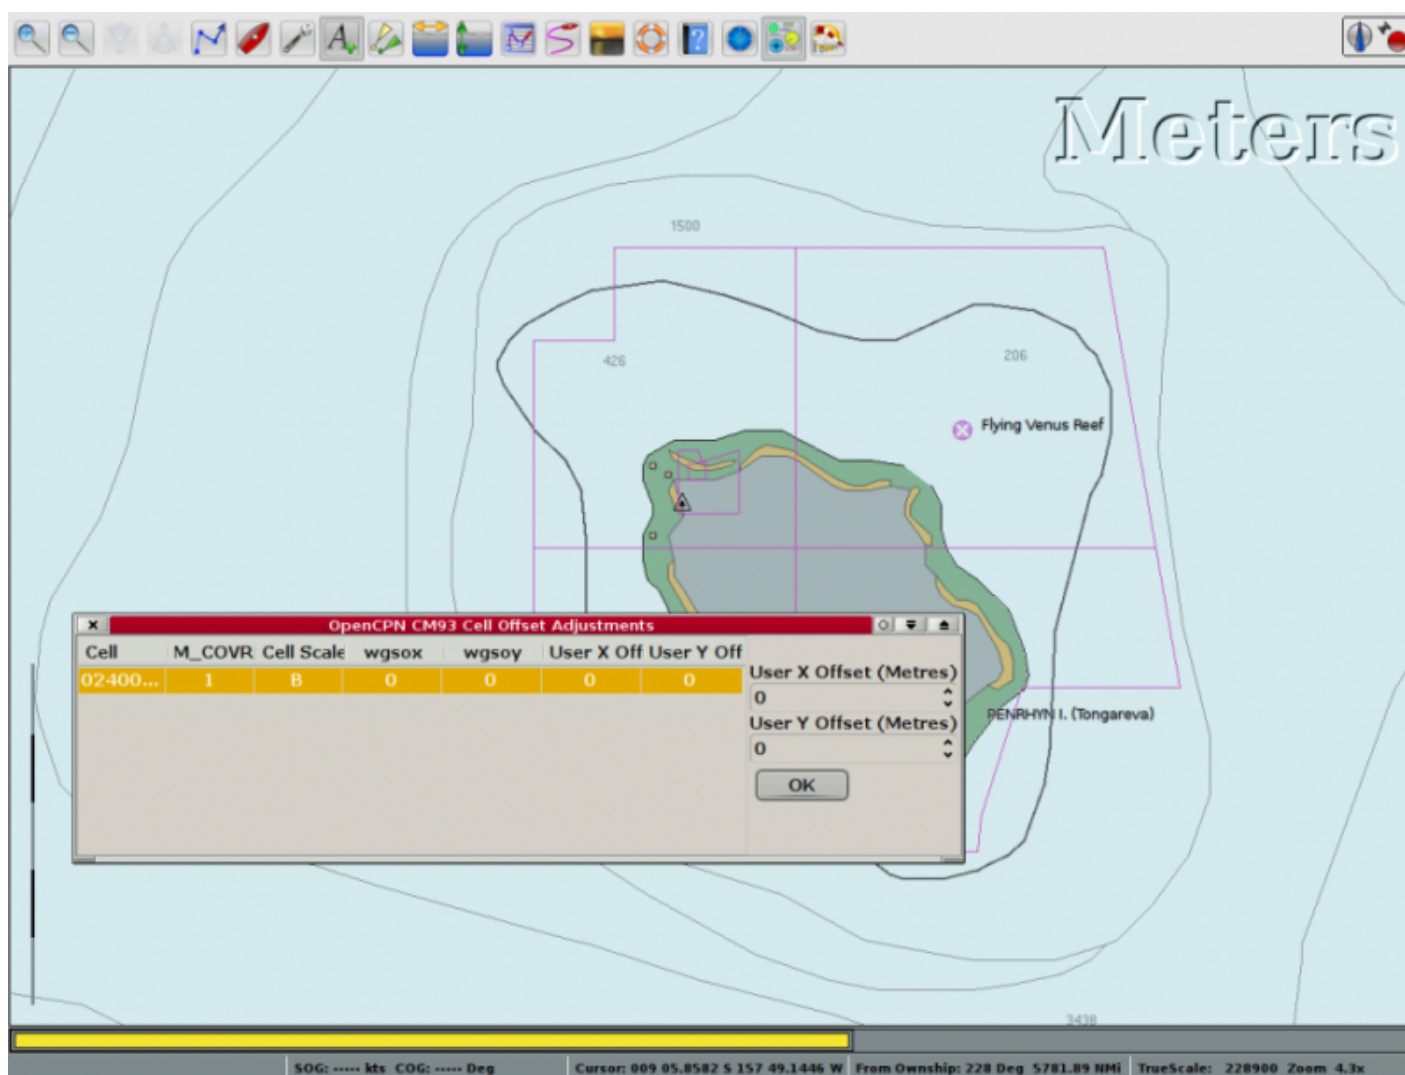 Meters
1500
426
206
Flying Venus Reef
OpenCPN CM93 Cell Offset Adjustments
Cell M_COVR Cell Scale wgsox wgsoy User X Off User Y Off
02400... 1 B 0 0 0 0
User X Offset (Metres)
0
User Y Offset (Metres)
0
OK
PENRHYN I. (Tongareva)
3438
SOG: ----- kts COG: ----- Deg Cursor: 009 05.8582 S 157 49.1446 W From Ownship: 228 Deg 5781.89 NMi TrueScale: 228900 Zoom 4.3x